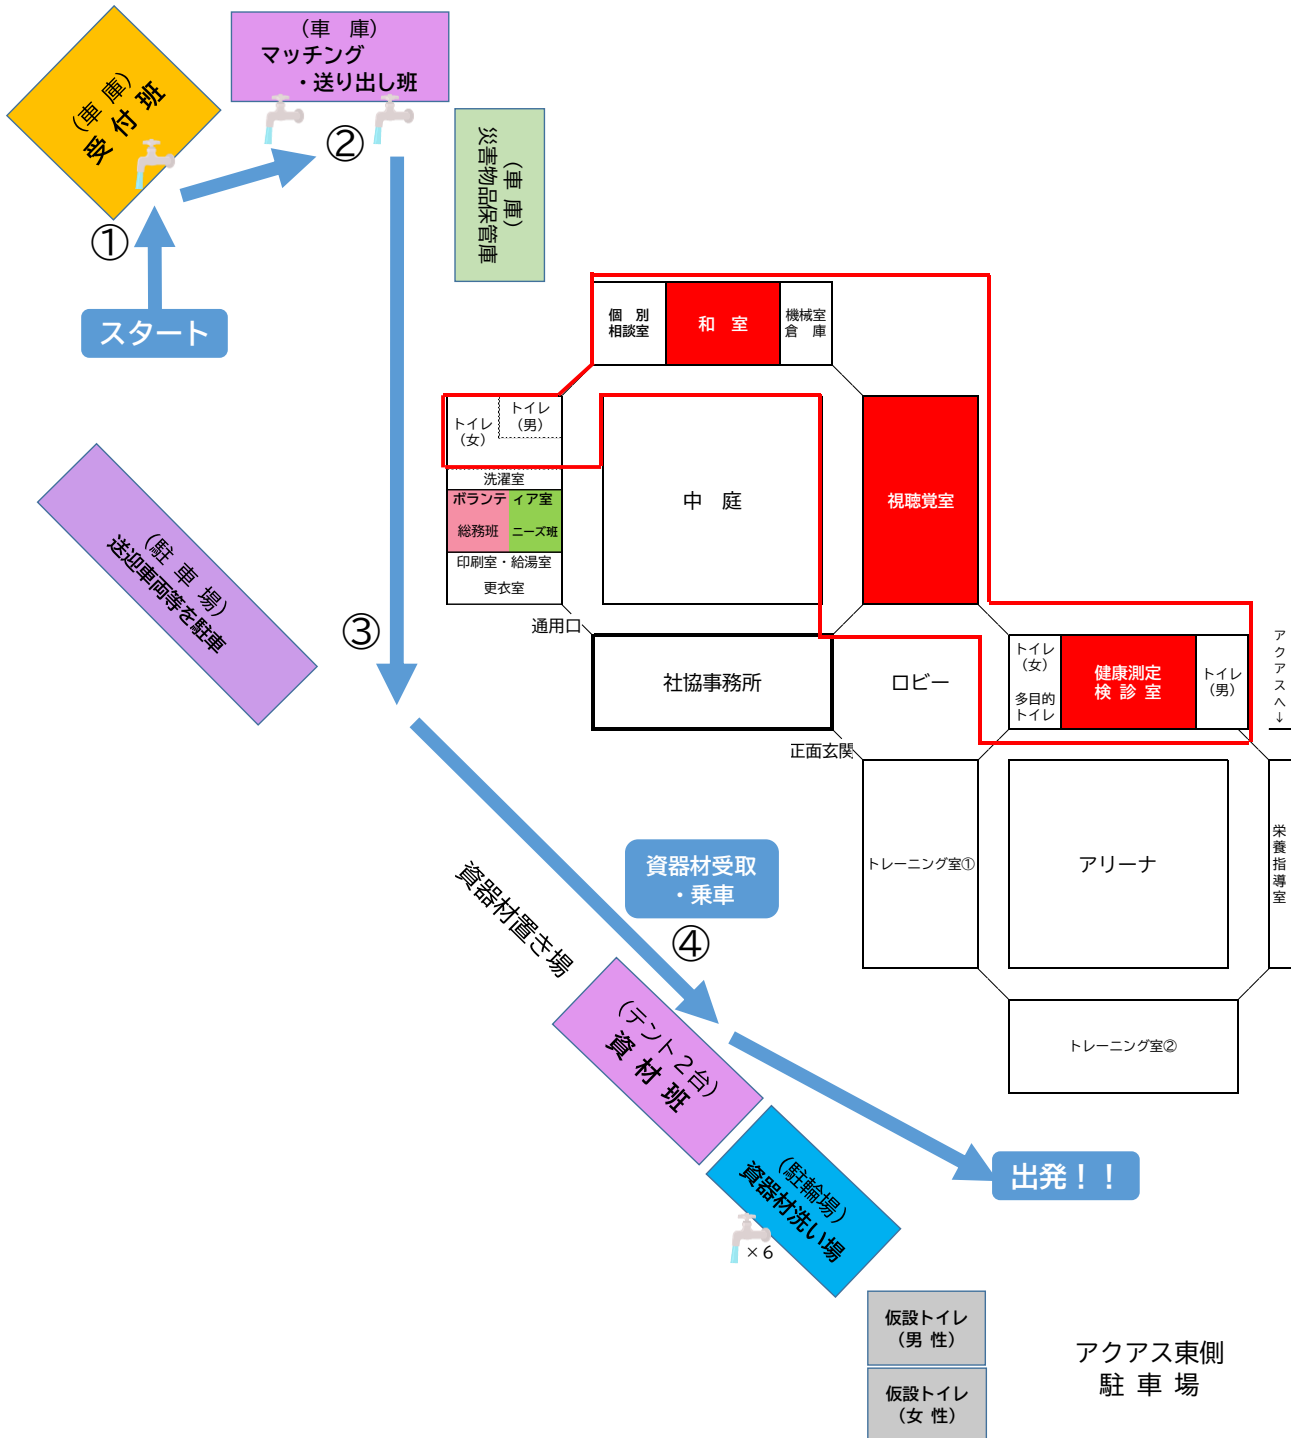 （車　庫）
マッチング
・送り出し班
（車 庫）
受 付 班
②
①
スタート
（車 庫）
災害物品保管庫
個　別
相談室
和　室
機械室
倉　庫
トイレ
（女）
トイレ
（男）
洗濯室
ボランティア室
総務班
ニーズ班
印刷室・給湯室
更衣室
中　庭
視聴覚室
（駐 車 場）
送迎車両等を駐車
③
通用口
社協事務所
ロビー
正面玄関
トイレ
（女）
多目的
トイレ
健康測定
検 診 室
トイレ
（男）
アクアスへ↓
トレーニング室①
アリーナ
栄養指導室
トレーニング室②
資器材受取
・乗車
④
資器材置き場
（テント２台）
資 材 班
出発！！
（駐輪場）
資器材洗い場
×６
仮設トイレ
（男 性）
仮設トイレ
（女 性）
アクアス東側
駐 車 場